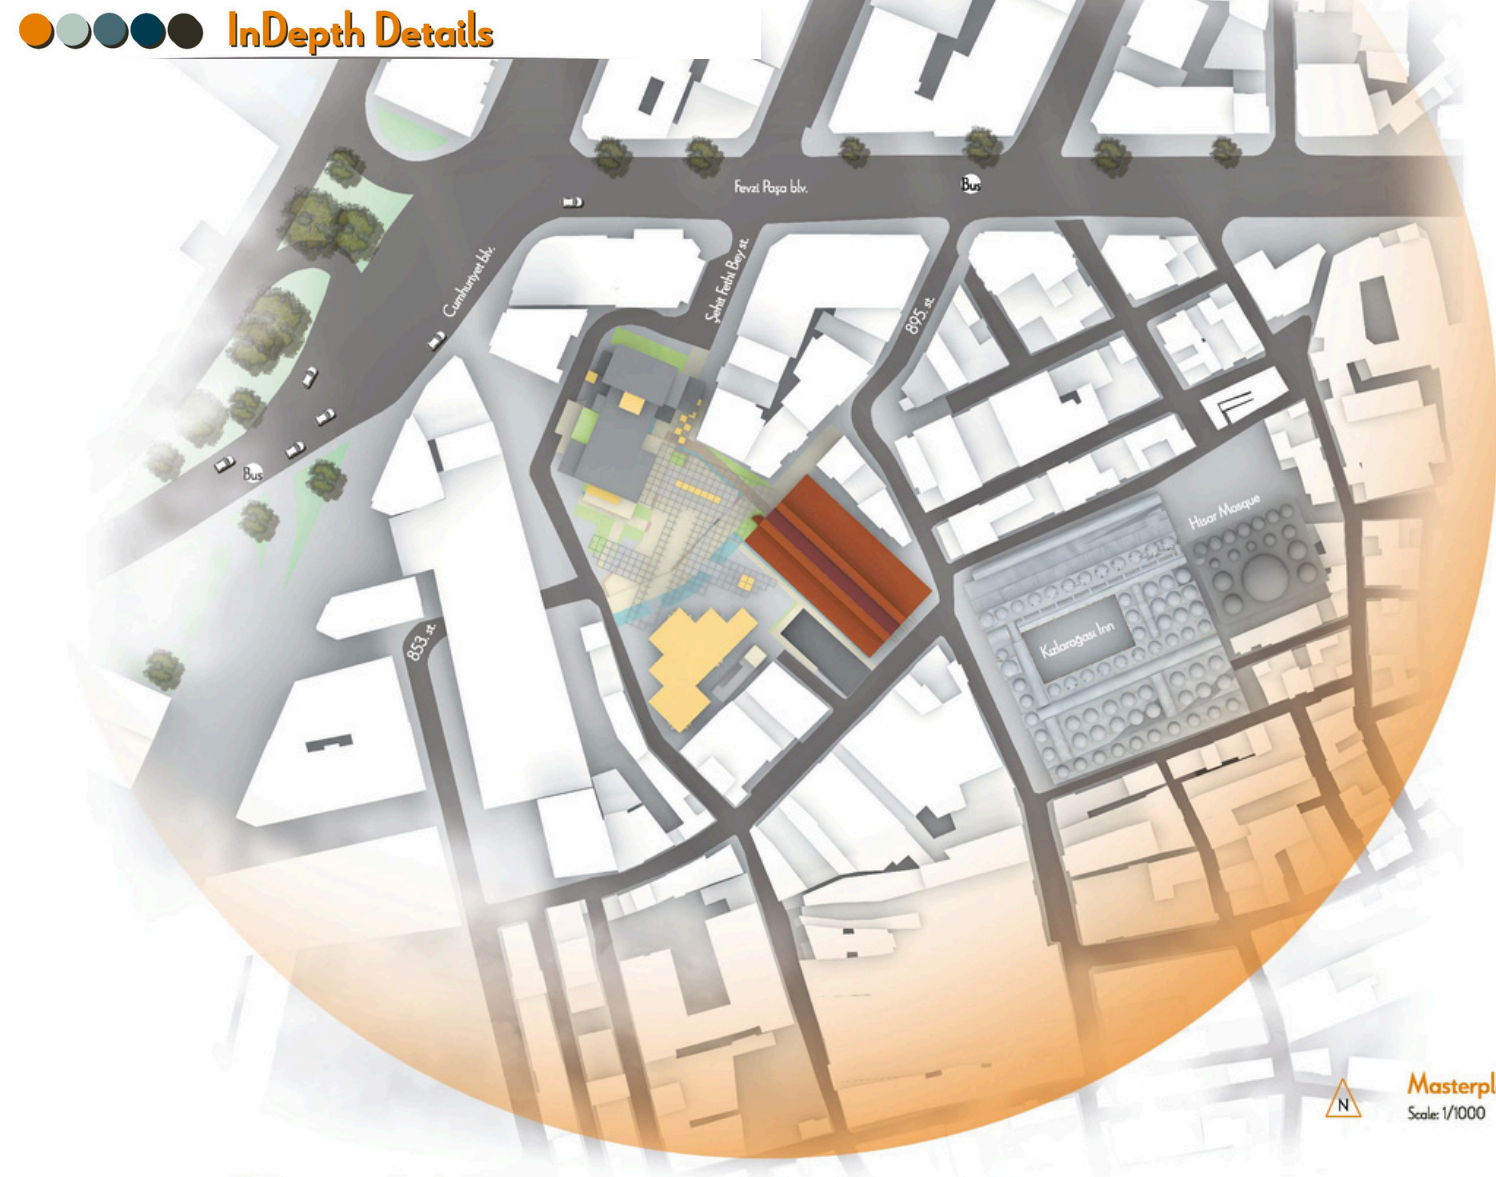 InDepth Details
Fevzi Paşa blv.
Bus
Cumhuriyet blv.
Şehit Fethi Bey st.
895. st.
Bus
Hisar Mosque
Kızlarağası Inn
853. st.
N
Masterpl
Scale: 1/1000